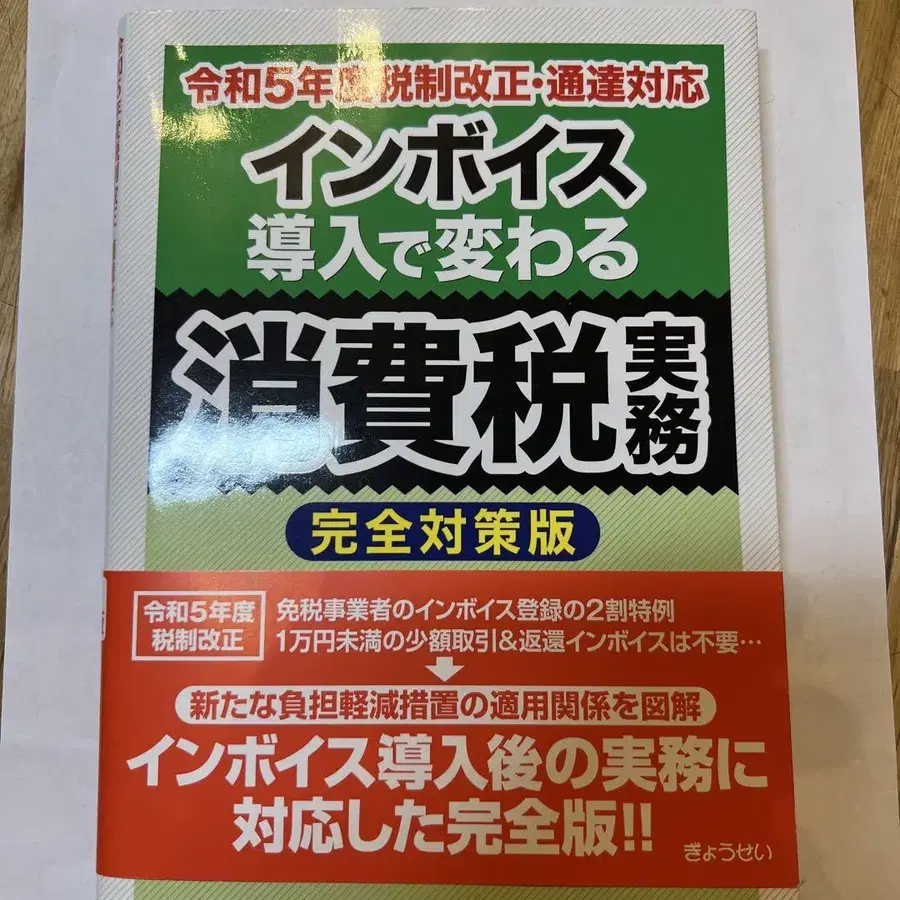 令和5年度税制改正・通達対応
インボイス
導入で変わる
消費税実務
完全対策版
令和5年度
税制改正
免税事業者のインボイス登録の2割特例
1万円未満の少額取引&返還インボイスは不要…
新たな負担軽減措置の適用関係を図解
インボイス導入後の実務に
対応した完全版!!
ぎょうせい